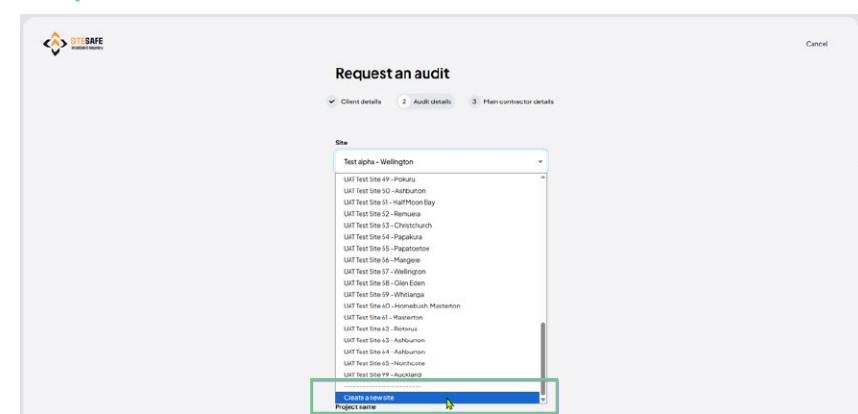 SITESAFE
Cancel
Request an audit
Client details 2 Audit details 3 Main contractor details
Site
Test alpha - Wellington
UAT Test Site 49 - Pokuru
UAT Test Site 50 - Ashburton
UAT Test Site 51 - Half Moon Bay
UAT Test Site 52 - Remuera
UAT Test Site 53 - Christchurch
UAT Test Site 54 - Papakura
UAT Test Site 55 - Papatoetoe
UAT Test Site 56 - Mangere
UAT Test Site 57 - Wellington
UAT Test Site 58 - Glen Eden
UAT Test Site 59 - Whitianga
UAT Test Site 60 - Homebush, Masterton
UAT Test Site 61 - Masterton
UAT Test Site 62 - Rotorua
UAT Test Site 63 - Ashburton
UAT Test Site 64 - Ashburton
UAT Test Site 65 - Northcote
UAT Test Site 99 - Auckland
------------------------
Create a new site
Project name